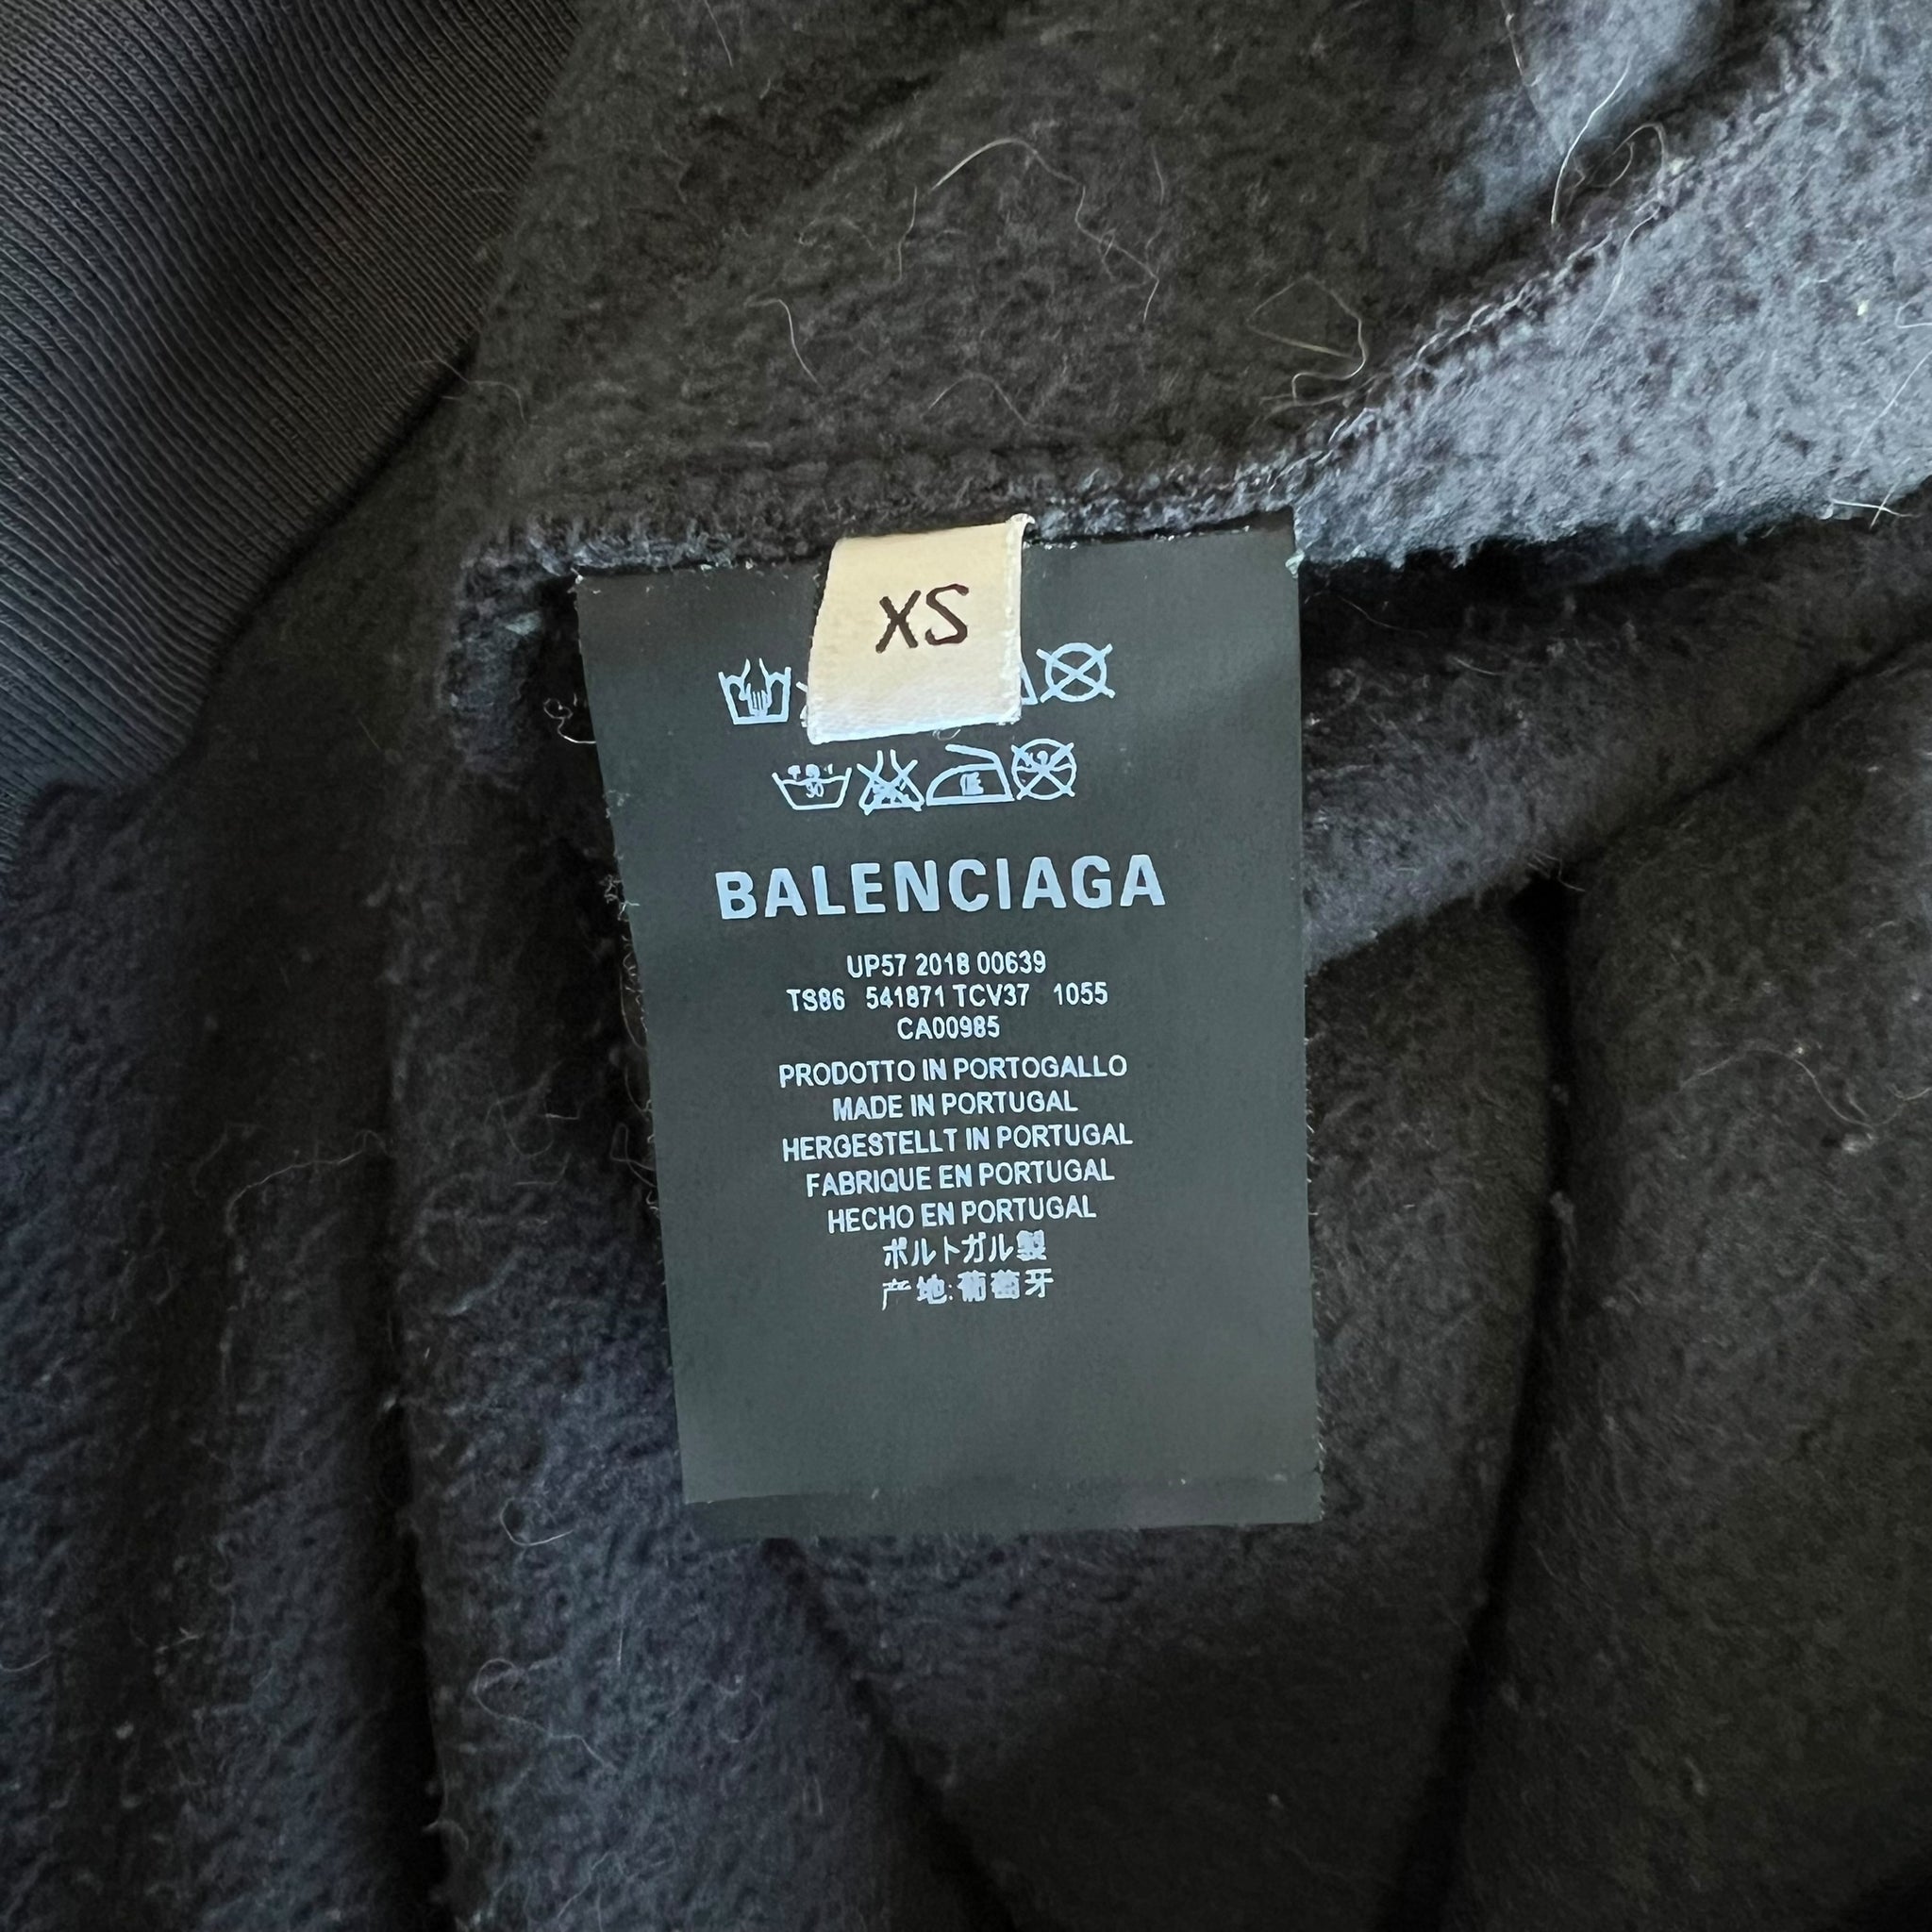 XS
30
BALENCIAGA
UP57 2018 00639
TS86 541871 TCV37 1055
CA00985
PRODOTTO IN PORTOGALLO
MADE IN PORTUGAL
HERGESTELLT IN PORTUGAL
FABRIQUE EN PORTUGAL
HECHO EN PORTUGAL
ポルトガル製
产地:葡萄牙